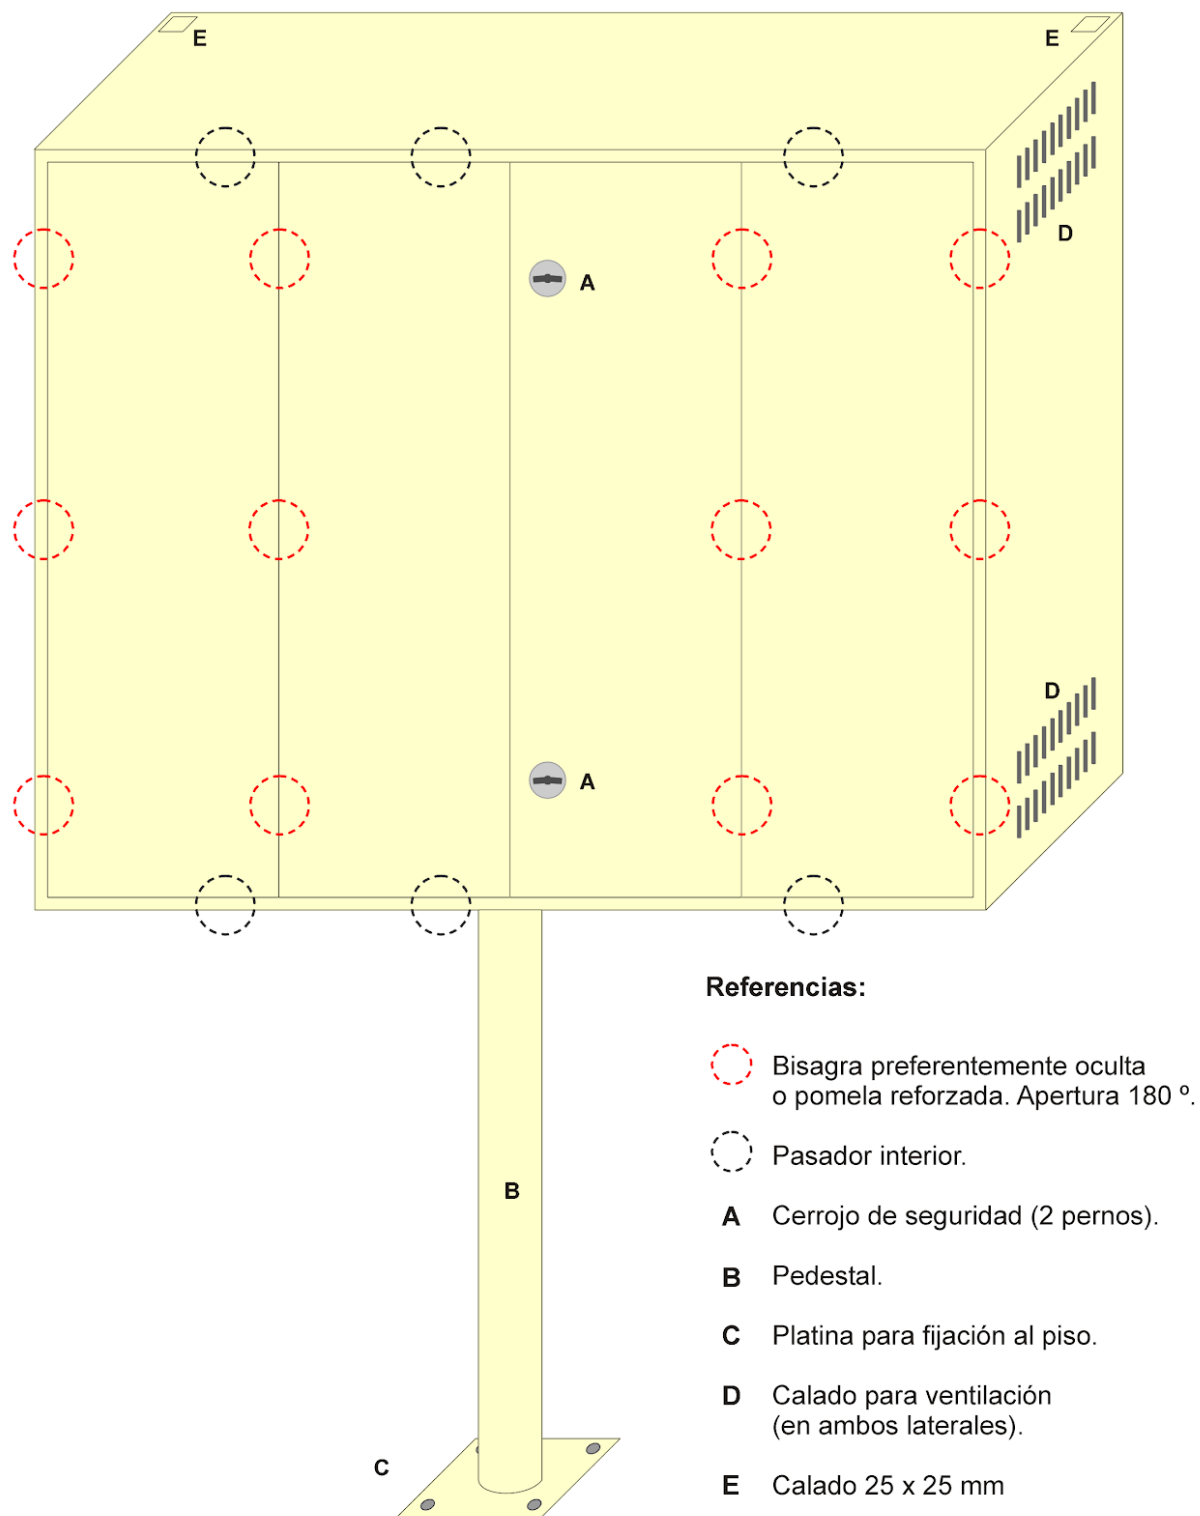 E
E
D
A
D
A
Referencias:
Bisagra preferentemente oculta
o pomela reforzada. Apertura 180 º.
Pasador interior.
B
A Cerrojo de seguridad (2 pernos).
B Pedestal.
C Platina para fijación al piso.
D Calado para ventilación
(en ambos laterales).
C
E Calado 25 x 25 mm